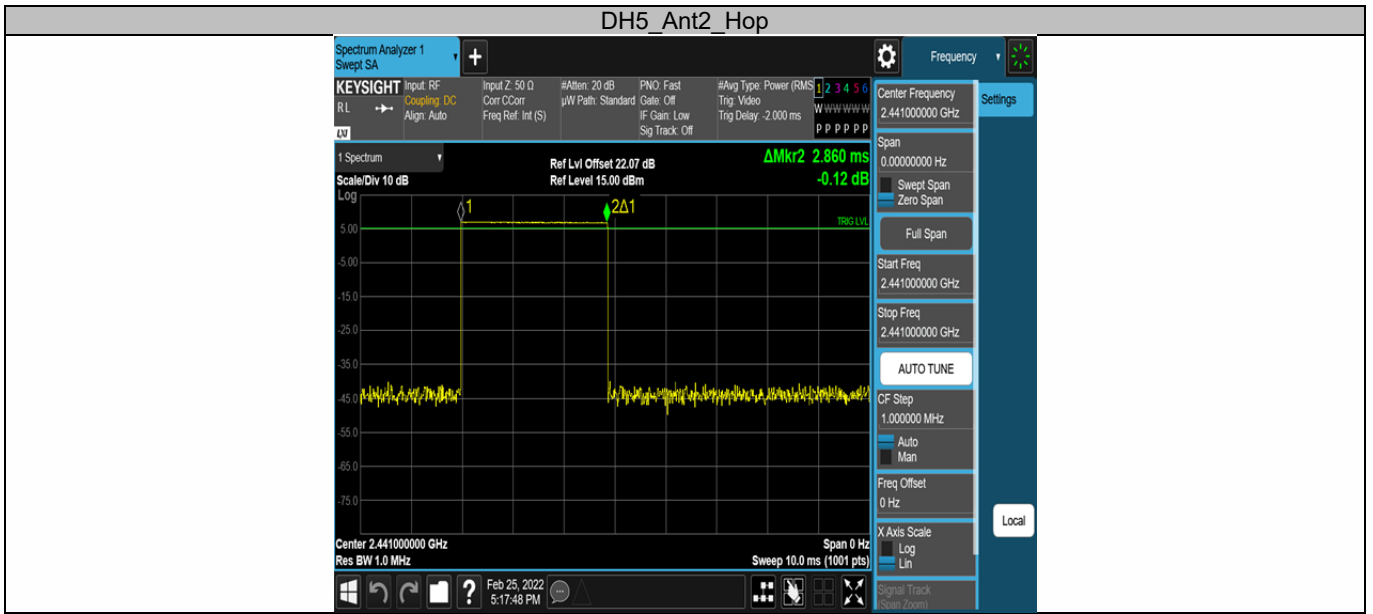 DH5_Ant2_Hop
Spectrum Analyzer 1
Swept SA
+
Frequency
KEYSIGHT
RL
LXI
Input: RF
Coupling: DC
Align: Auto
Input Z: 50 Ω
Corr CCorr
Freq Ref: Int (S)
#Atten: 20 dB
µW Path: Standard
PNO: Fast
Gate: Off
IF Gain: Low
Sig Track: Off
#Avg Type: Power (RMS
Trig: Video
Trig Delay: -2.000 ms
1 2 3 4 5 6
W W W W W W
P P P P P P
1 Spectrum
Scale/Div 10 dB
Log
Ref Lvl Offset 22.07 dB
Ref Level 15.00 dBm
ΔMkr2 2.860 ms
-0.12 dB
1
2Δ1
TRIG LVL
5.00
-5.00
-15.0
-25.0
-35.0
-45.0
-55.0
-65.0
-75.0
Center 2.441000000 GHz
Res BW 1.0 MHz
Span 0 Hz
Sweep 10.0 ms (1001 pts)
?
Feb 25, 2022
5:17:48 PM
Center Frequency
2.441000000 GHz
Settings
Span
0.00000000 Hz
Swept Span
Zero Span
Full Span
Start Freq
2.441000000 GHz
Stop Freq
2.441000000 GHz
AUTO TUNE
CF Step
1.000000 MHz
Auto
Man
Freq Offset
0 Hz
X Axis Scale
Log
Lin
Local
Signal Track
(Span Zoom)